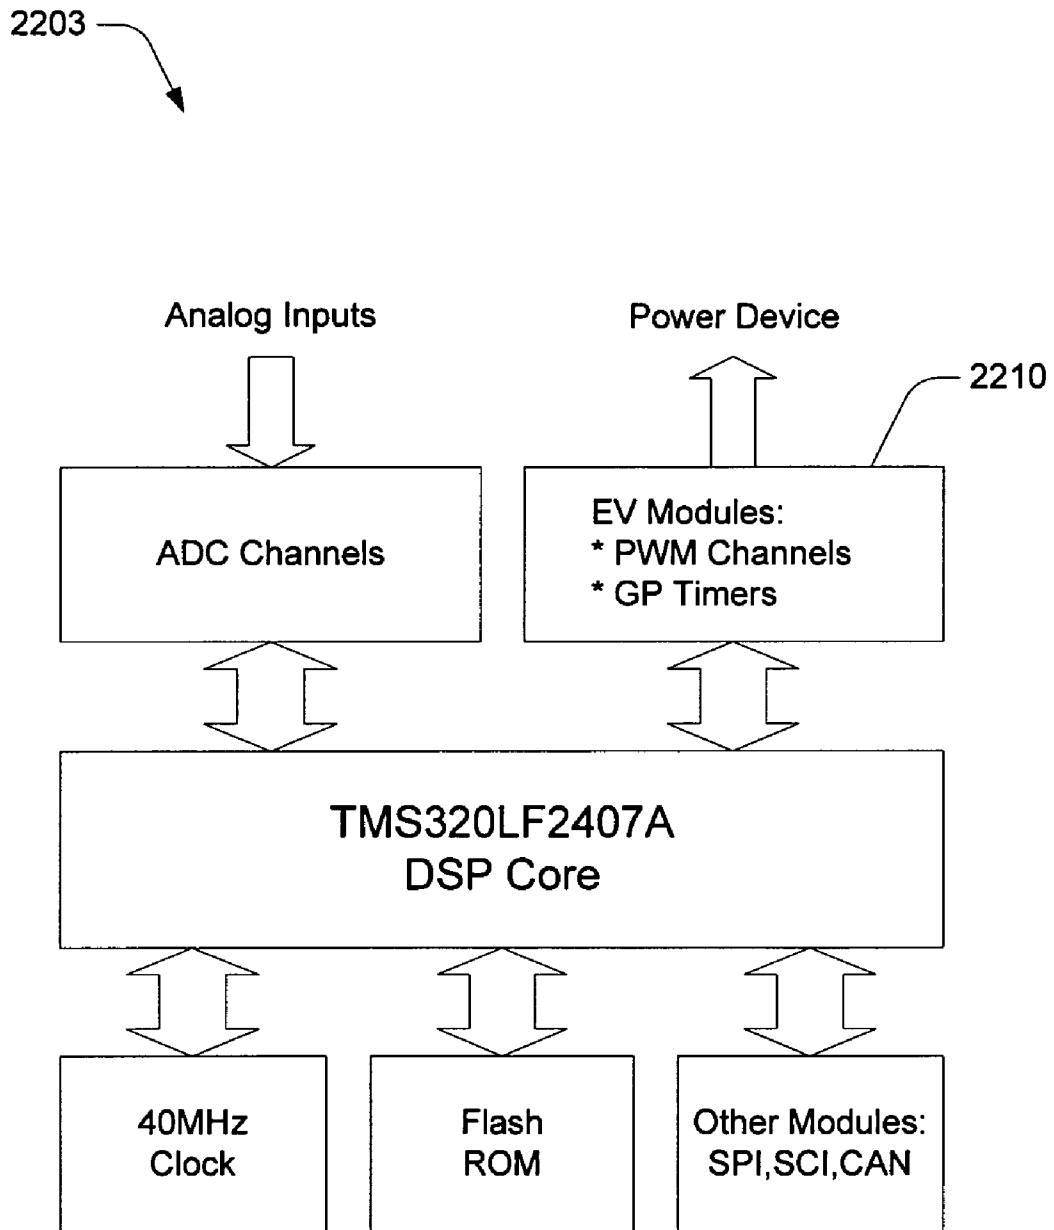 2203
Analog Inputs
Power Device
2210
ADC Channels
EV Modules:
* PWM Channels
* GP Timers
TMS320LF2407A
DSP Core
40MHz
Clock
Flash
ROM
Other Modules:
SPI,SCI,CAN